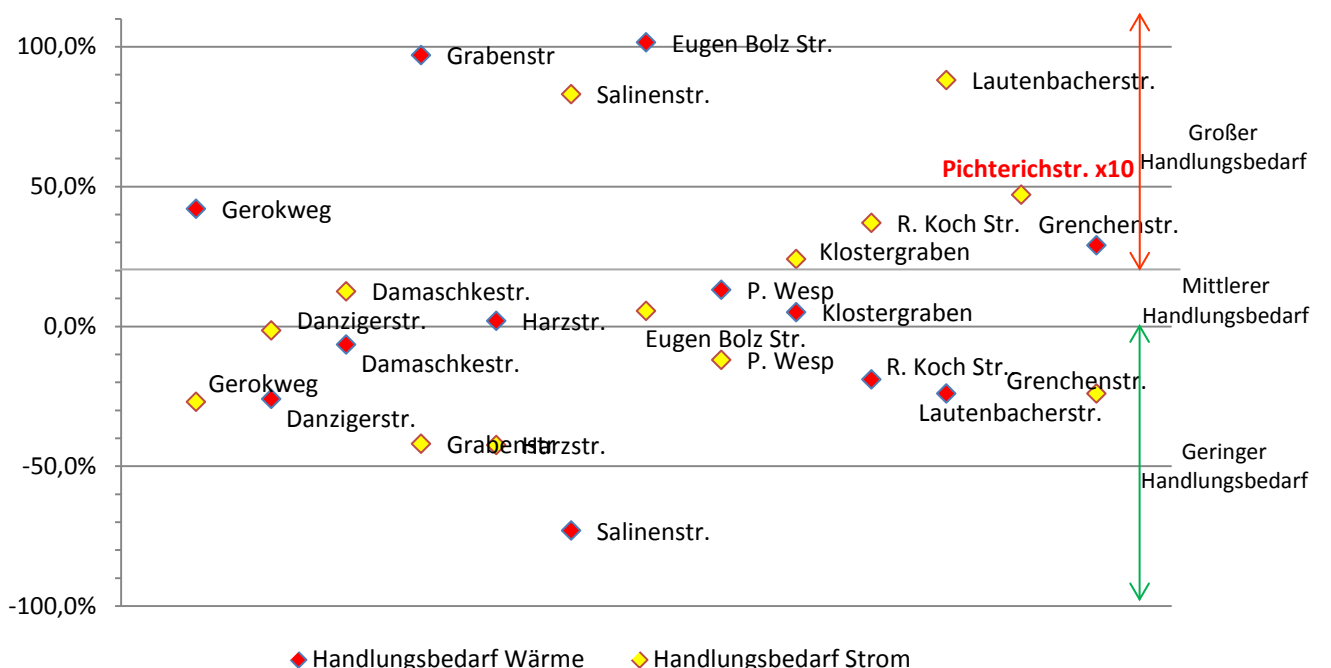 100,0%
Grabenstr
Eugen Bolz Str.
Salinenstr.
Lautenbacherstr.
Großer
Handlungsbedarf
Pichterichstr. x10
50,0%
Gerokweg
R. Koch Str.
Grenchenstr.
Klostergraben
Damaschkestr.
P. Wesp
Mittlerer
Handlungsbedarf
0,0%
Danzigerstr.
Harzstr.
Klostergraben
Eugen Bolz Str.
Damaschkestr.
P. Wesp
R. Koch Str.
Grenchenstr.
Gerokweg
Danzigerstr.
Lautenbacherstr.
Grabenstr
Harzstr.
-50,0%
Geringer
Handlungsbedarf
Salinenstr.
-100,0%
Handlungsbedarf Wärme
Handlungsbedarf Strom